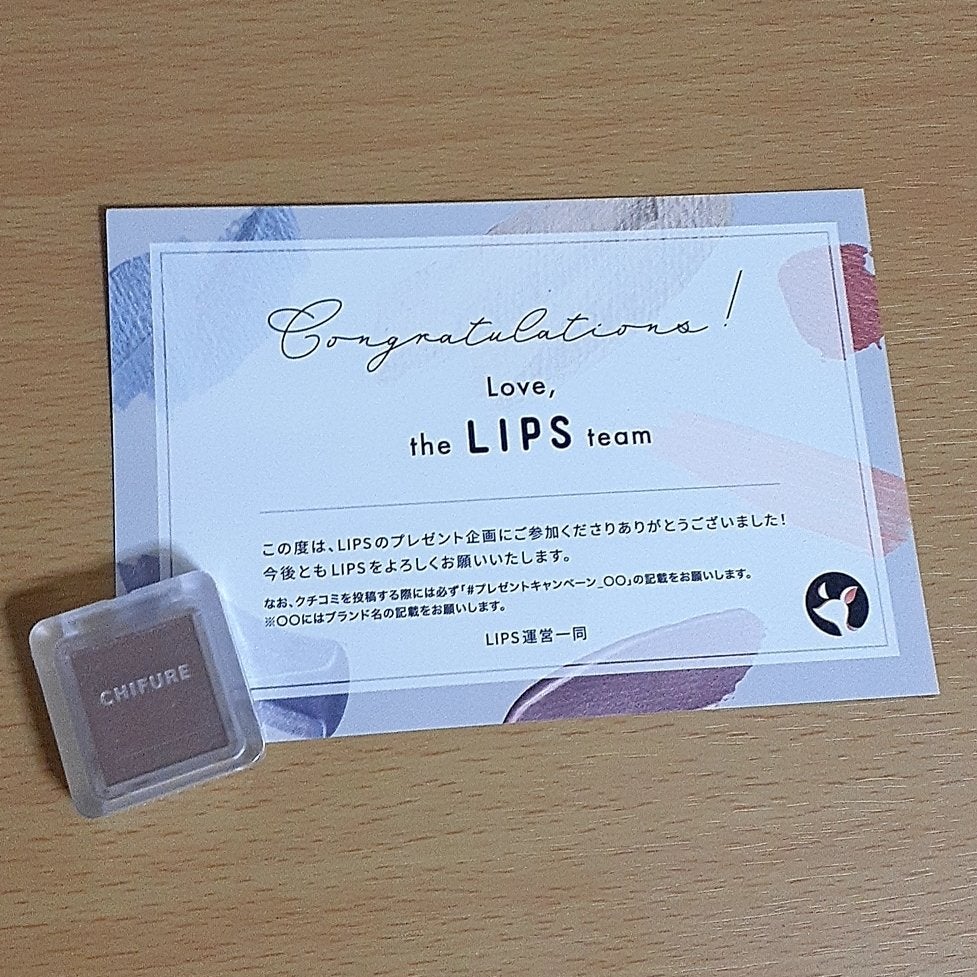 Congratulations!
Love,
the LIPS team
この度は、LIPSのプレゼント企画にご参加くださりありがとうございました!
今後ともLIPSをよろしくお願いいたします。
なお、クチコミを投稿する際には必ず「#プレゼントキャンペーン_〇〇」の記載をお願いします。
※〇〇にはブランド名の記載をお願いします。
LIPS運営一同
CHIFURE